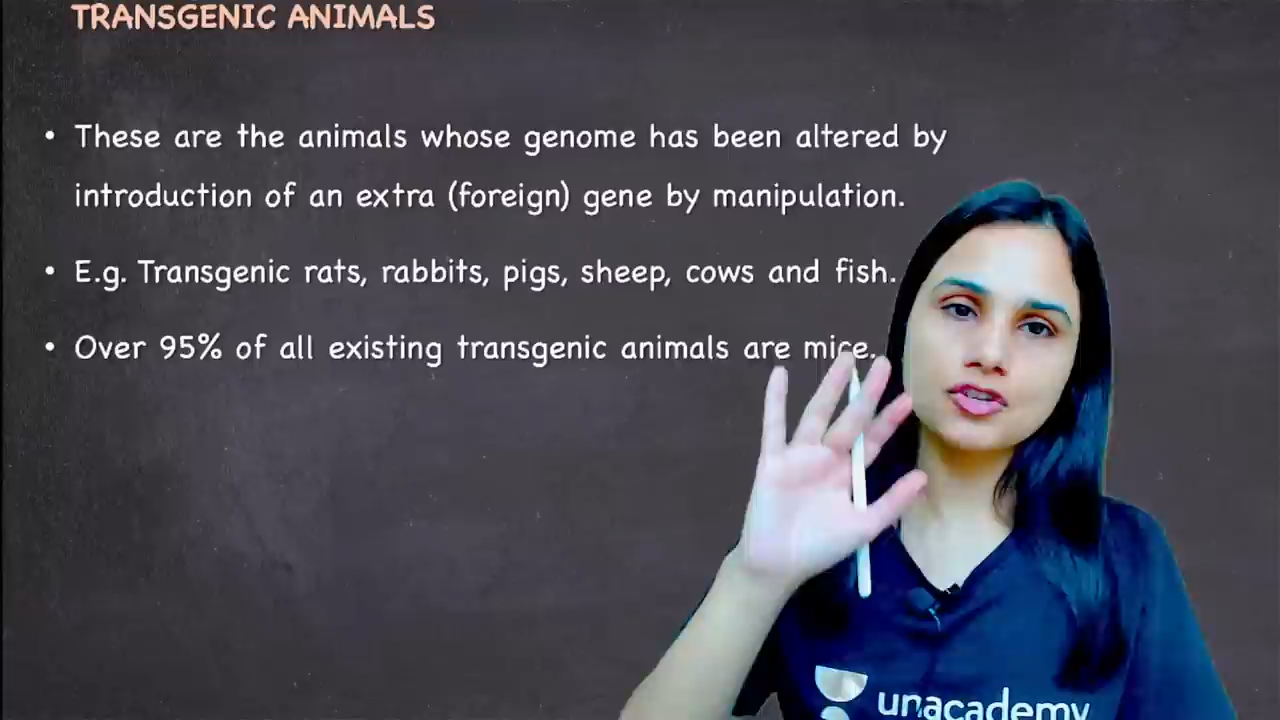 TRANSGENIC ANIMALS
• These are the animals whose genome has been altered by
introduction of an extra (foreign) gene by manipulation.
• E.g. Transgenic rats, rabbits, pigs, sheep, cows and fish.
• Over 95% of all existing transgenic animals are mice.
unacademy